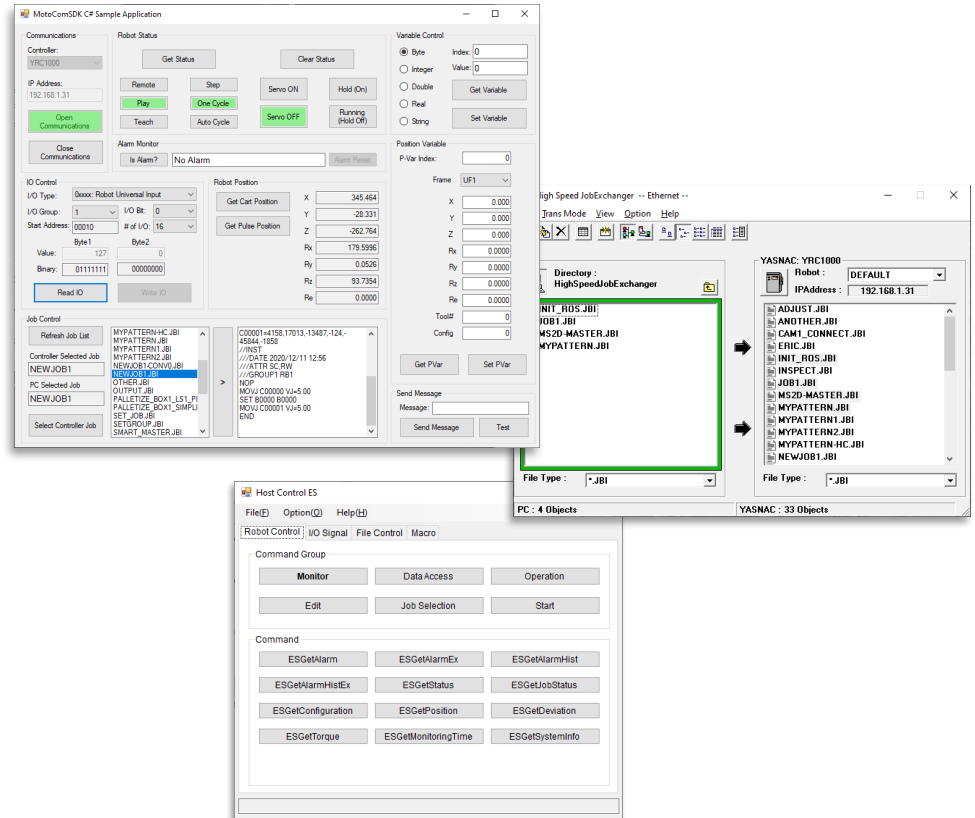 MotoComSDK C# Sample Application
Communications
Controller:
YRC1000
IP Address:
192.168.1.31
Open
Communications
Close
Communications
Robot Status
Get Status
Clear Status
Remote
Step
Servo ON
Hold (On)
Play
One Cycle
Servo OFF
Running
(Hold Off)
Teach
Auto Cycle
Alarm Monitor
Is Alarm?
No Alarm
Alarm Reset
Variable Control
Byte
Index: 0
Integer
Value: 0
Double
Get Variable
Real
String
Set Variable
Position Variable
P-Var Index: 0
Frame UF1
X 0.000
Y 0.000
Z 0.000
Rx 0.0000
Ry 0.0000
Rz 0.0000
Re 0.0000
Tool# 0
Config 0
Get PVar
Set PVar
Send Message
Message:
Send Message
Test
IO Control
I/O Type: 0xxxx: Robot Universal Input
I/O Group: 1
I/O Bit: 0
Start Address: 00010
# of I/O: 16
Byte1 Byte2
Value: 127 0
Binary: 01111111 00000000
Read IO
Write IO
Robot Position
Get Cart Position
Get Pulse Position
X 345.464
Y -28.331
Z -262.764
Rx 179.5996
Ry 0.0526
Rz 93.7354
Re 0.0000
Job Control
Refresh Job List
Controller Selected Job
NEWJOB1
PC Selected Job
NEWJOB1
Select Controller Job
MYPATTERN-HC.JBI
MYPATTERN.JBI
MYPATTERN1.JBI
MYPATTERN2.JBI
NEWJOB1-CONV0.JBI
NEWJOB1.JBI
OTHER.JBI
OUTPUT.JBI
PALLETIZE_BOX1_LS1_PI
PALLETIZE_BOX1_SIMPLI
SET_JOB.JBI
SETGROUP.JBI
SMART_MASTER.JBI
>
C00001=4158,17013,-13487,-124,-
45844,-1858
//INST
///DATE 2020/12/11 12:56
///ATTR SC,RW
///GROUP1 RB1
NOP
MOVJ C00000 VJ=5.00
SET B0000 B0000
MOVJ C00001 VJ=5.00
END
High Speed JobExchanger -- Ethernet --
Trans Mode View Option Help
Directory :
HighSpeedJobExchanger
INIT_ROS.JBI
JOB1.JBI
MS2D-MASTER.JBI
MYPATTERN.JBI
File Type : *.JBI
PC : 4 Objects
YASNAC: YRC1000
Robot : DEFAULT
IPAddress : 192.168.1.31
ADJUST.JBI
ANOTHER.JBI
CAM1_CONNECT.JBI
ERIC.JBI
INIT_ROS.JBI
INSPECT.JBI
JOB1.JBI
MS2D-MASTER.JBI
MYPATTERN.JBI
MYPATTERN1.JBI
MYPATTERN2.JBI
MYPATTERN-HC.JBI
NEWJOB1.JBI
File Type : *.JBI
YASNAC : 33 Objects
Host Control ES
File(F) Option(O) Help(H)
Robot Control I/O Signal File Control Macro
Command Group
Monitor Data Access Operation
Edit Job Selection Start
Command
ESGetAlarm ESGetAlarmEx ESGetAlarmHist
ESGetAlarmHistEx ESGetStatus ESGetJobStatus
ESGetConfiguration ESGetPosition ESGetDeviation
ESGetTorque ESGetMonitoringTime ESGetSystemInfo